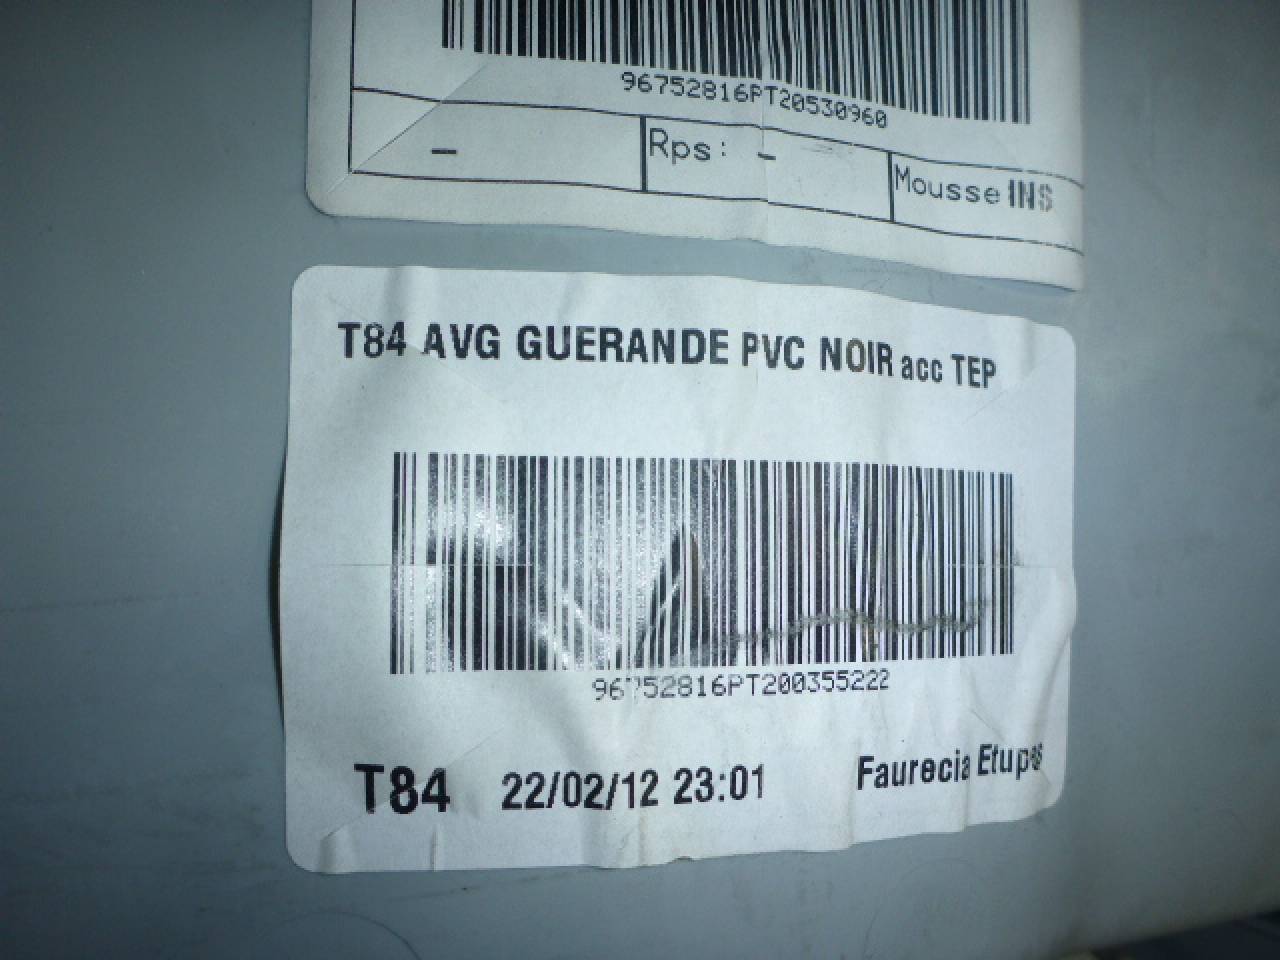 96752816PT20530960
- Rps: - Mousse INS
T84 AVG GUERANDE PVC NOIR acc TEP
96752816PT200355222
T84 22/02/12 23:01 Faurecia Etupes